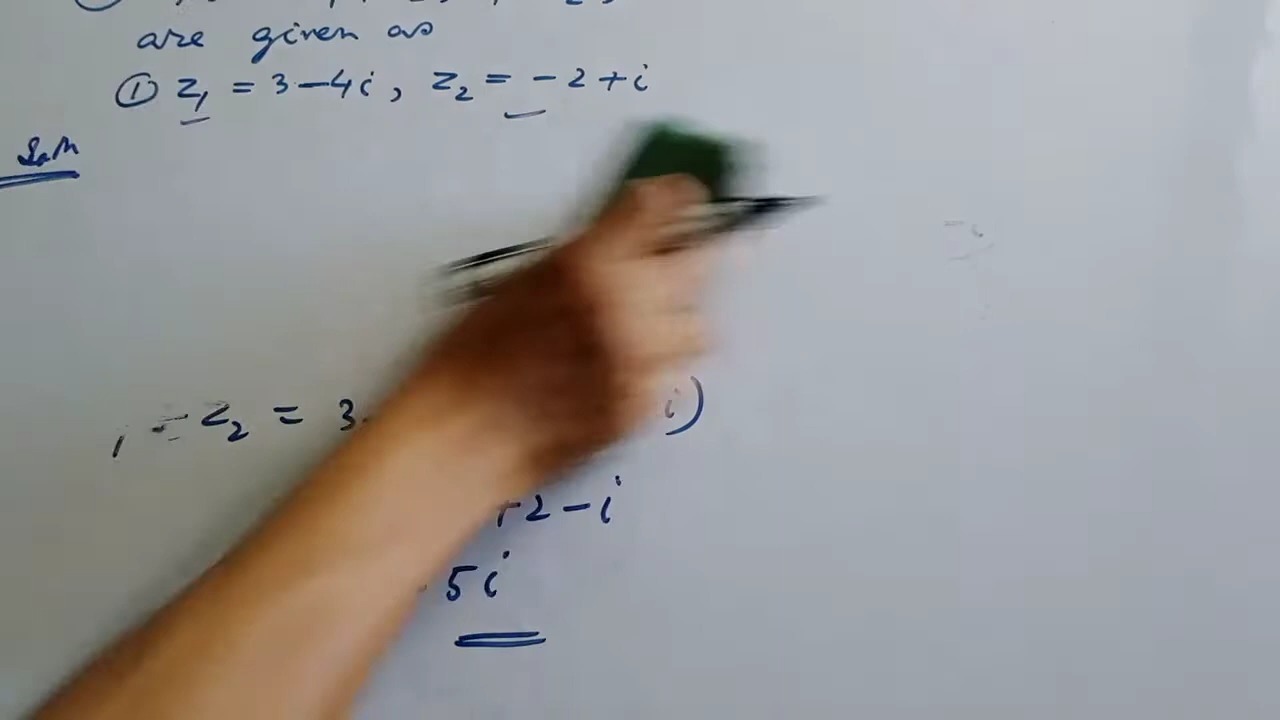 are given as
① z₁ = 3-4i, z₂ = -2+i
Soln
- z₂ = 3- i)
+2-i
5i